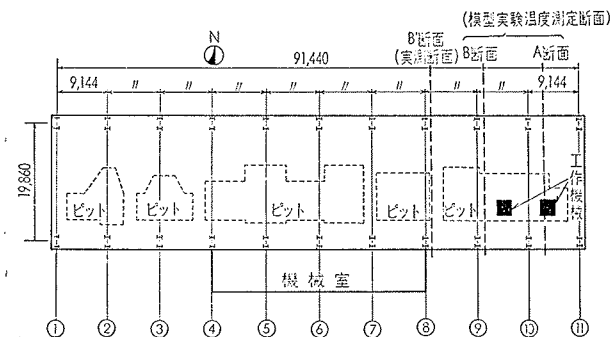 (模型実験温度測定断面)
N
B'断面
(実測断面)
B断面
A断面
91,440
9,144 〃 〃 〃 〃 〃 〃 〃 〃 9,144
19,860
ピット
ピット
ピット
ピット
ピット
工作機械
機械室
① ② ③ ④ ⑤ ⑥ ⑦ ⑧ ⑨ ⑩ ⑪